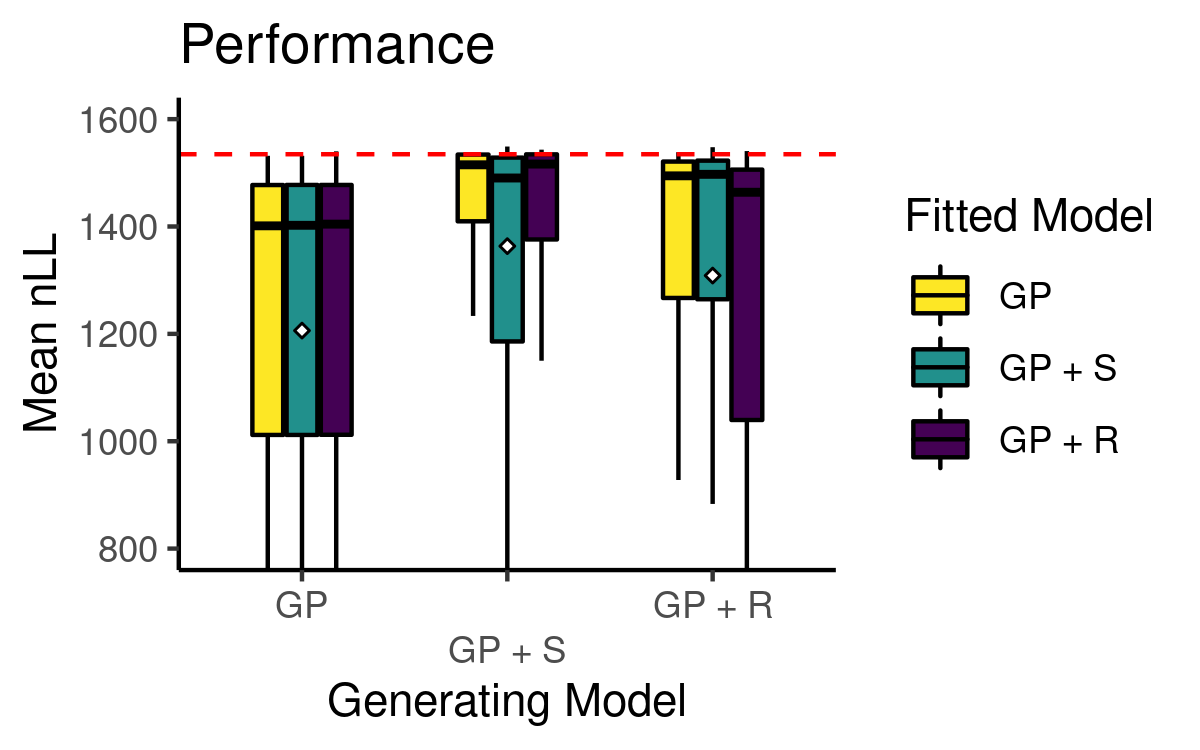 Performance
Mean nLL
1600
1400
1200
1000
800
GP
GP + S
GP + R
Generating Model
Fitted Model
GP
GP + S
GP + R